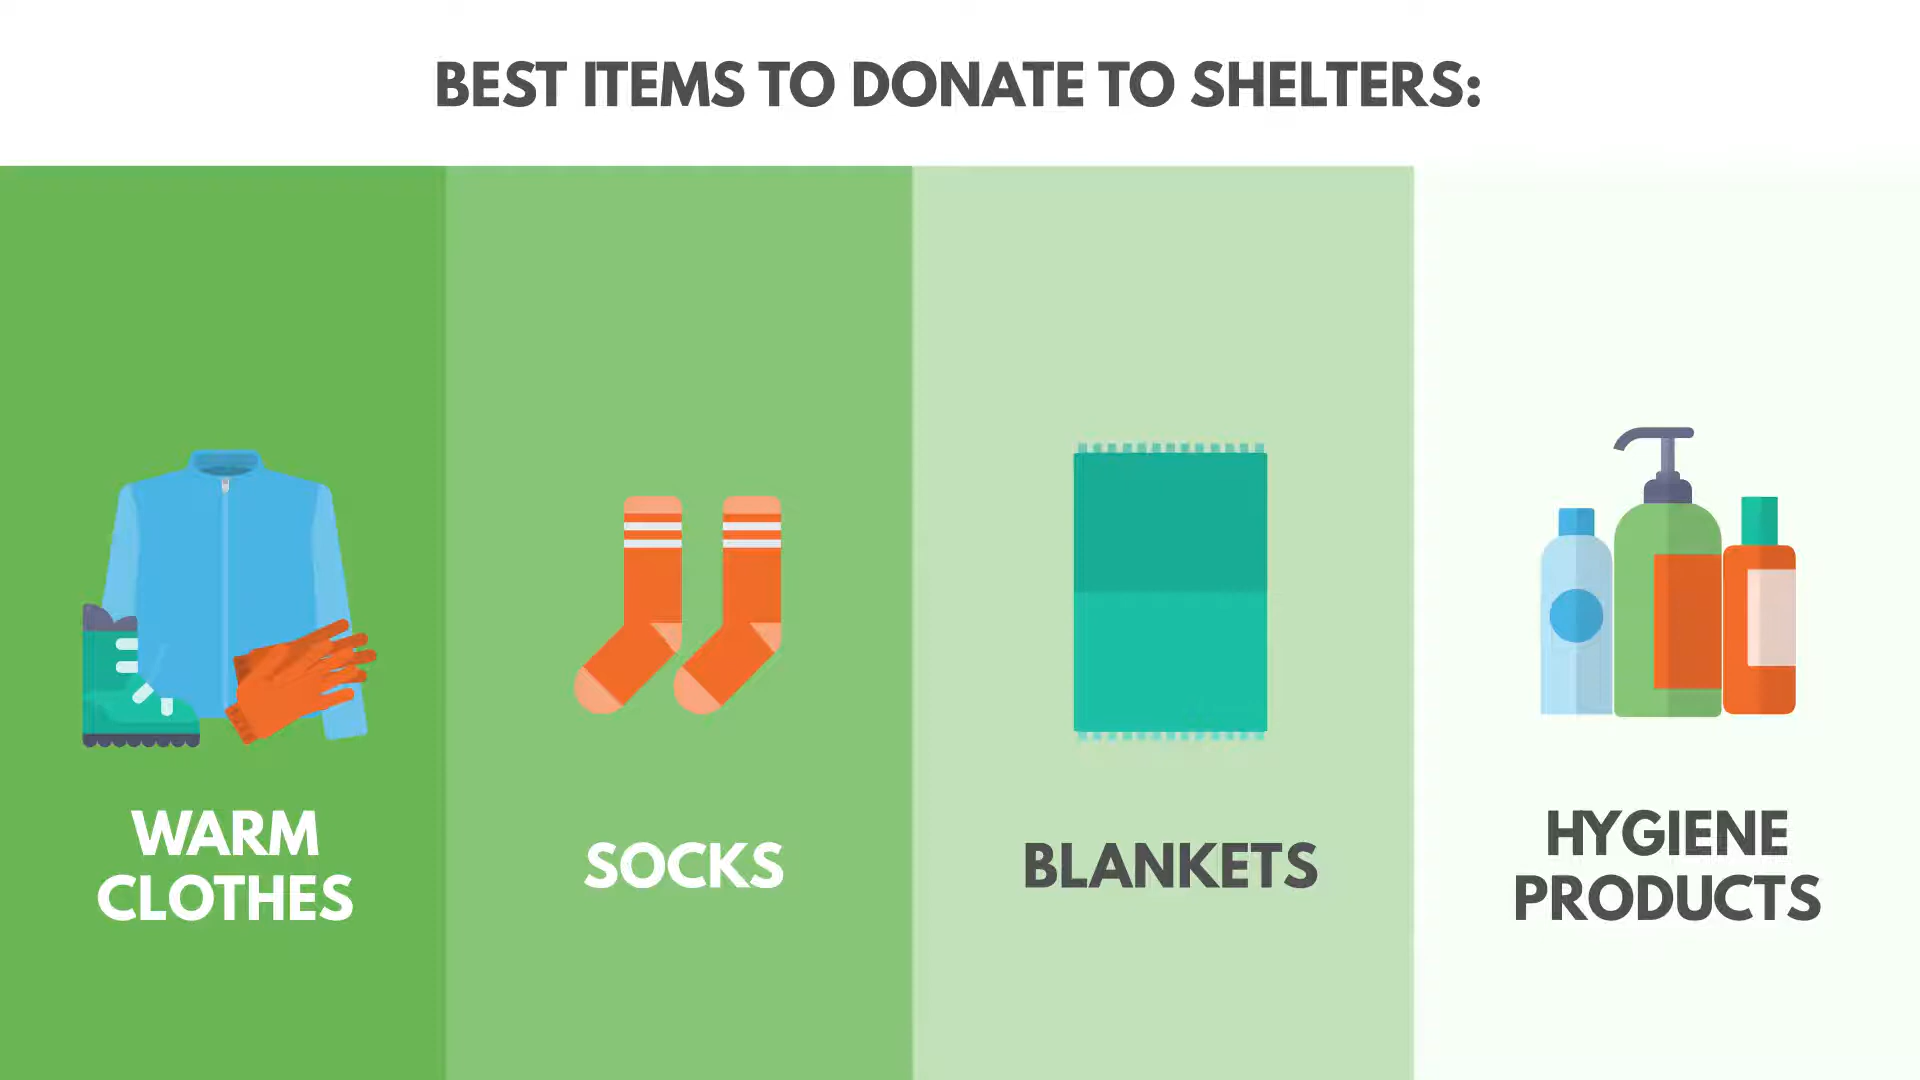 BEST ITEMS TO DONATE TO SHELTERS:
WARM
CLOTHES
SOCKS
BLANKETS
HYGIENE
PRODUCTS